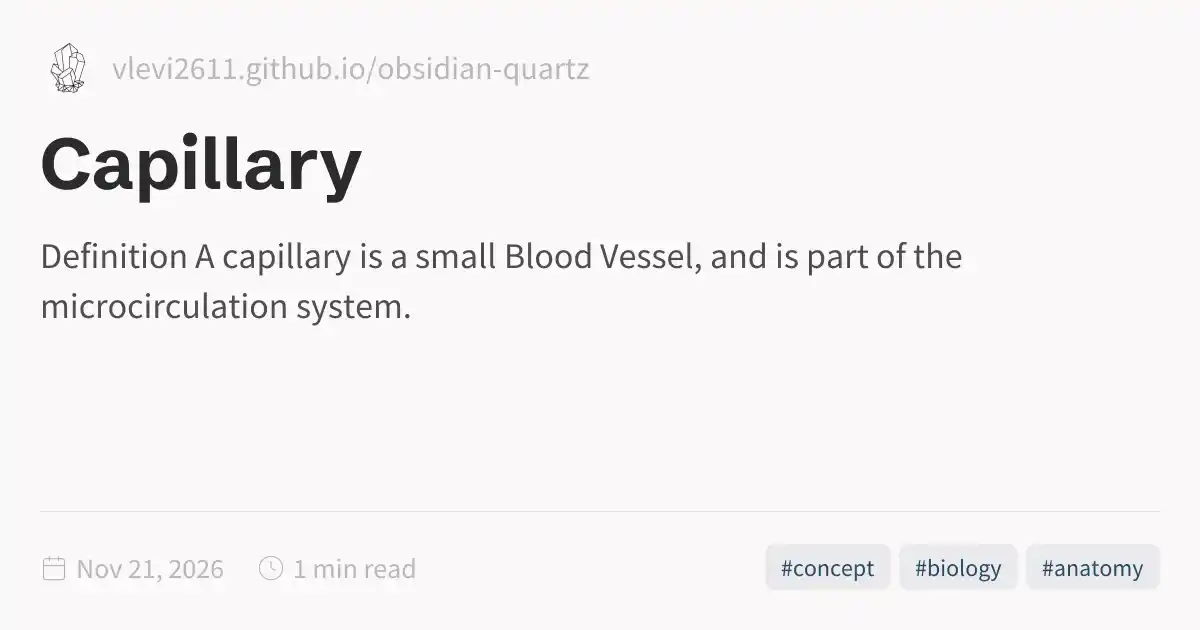 vlevi2611.github.io/obsidian-quartz
Capillary
Definition A capillary is a small Blood Vessel, and is part of the
microcirculation system.
Nov 21, 2026 1 min read #concept #biology #anatomy